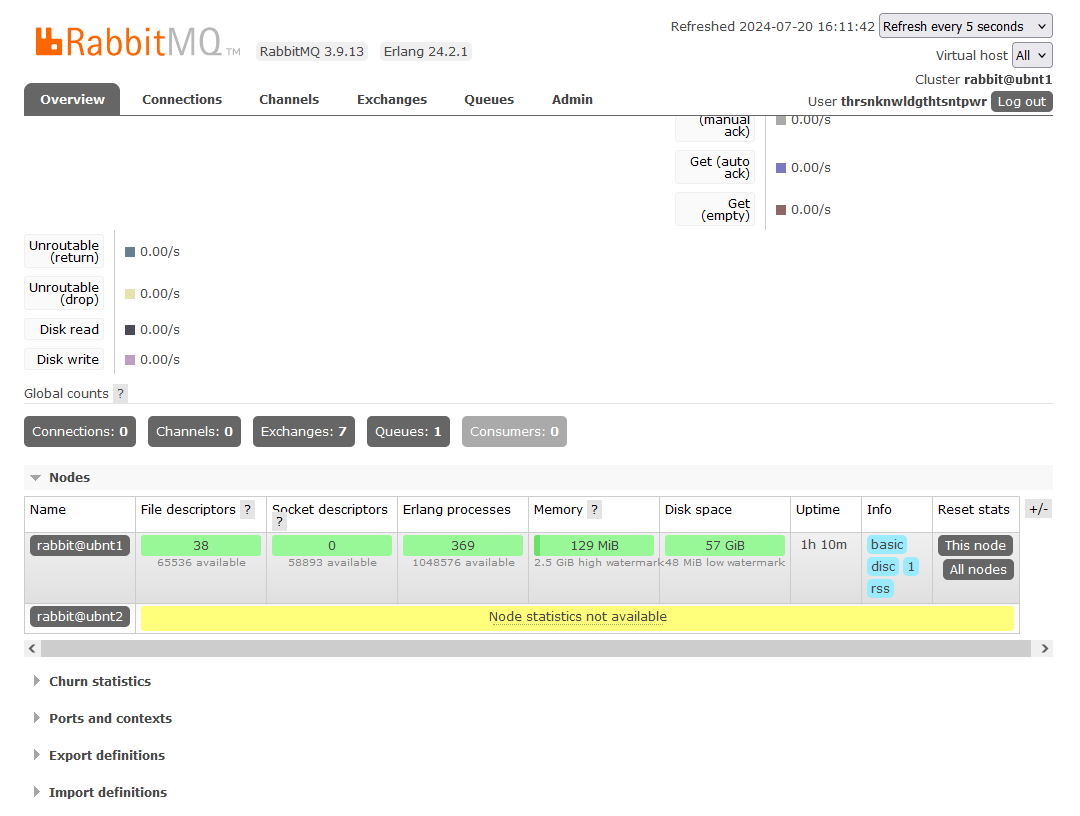 RabbitMQ TM RabbitMQ 3.9.13 Erlang 24.2.1
Refreshed 2024-07-20 16:11:42 Refresh every 5 seconds
Virtual host All
Cluster rabbit@ubnt1
User thrsnknwldgthtsntpwr Log out
Overview Connections Channels Exchanges Queues Admin
(manual ack) 0.00/s
Get (auto ack) 0.00/s
Get (empty) 0.00/s
Unroutable (return) 0.00/s
Unroutable (drop) 0.00/s
Disk read 0.00/s
Disk write 0.00/s
Global counts ?
Connections: 0 Channels: 0 Exchanges: 7 Queues: 1 Consumers: 0
Nodes
Name File descriptors ? Socket descriptors ? Erlang processes Memory ? Disk space Uptime Info Reset stats +/-
rabbit@ubnt1 38 0 369 129 MiB 57 GiB 1h 10m basic This node
65536 available 58893 available 1048576 available 2.5 GiB high watermark 48 MiB low watermark disc 1 All nodes
rss
rabbit@ubnt2 Node statistics not available
Churn statistics
Ports and contexts
Export definitions
Import definitions